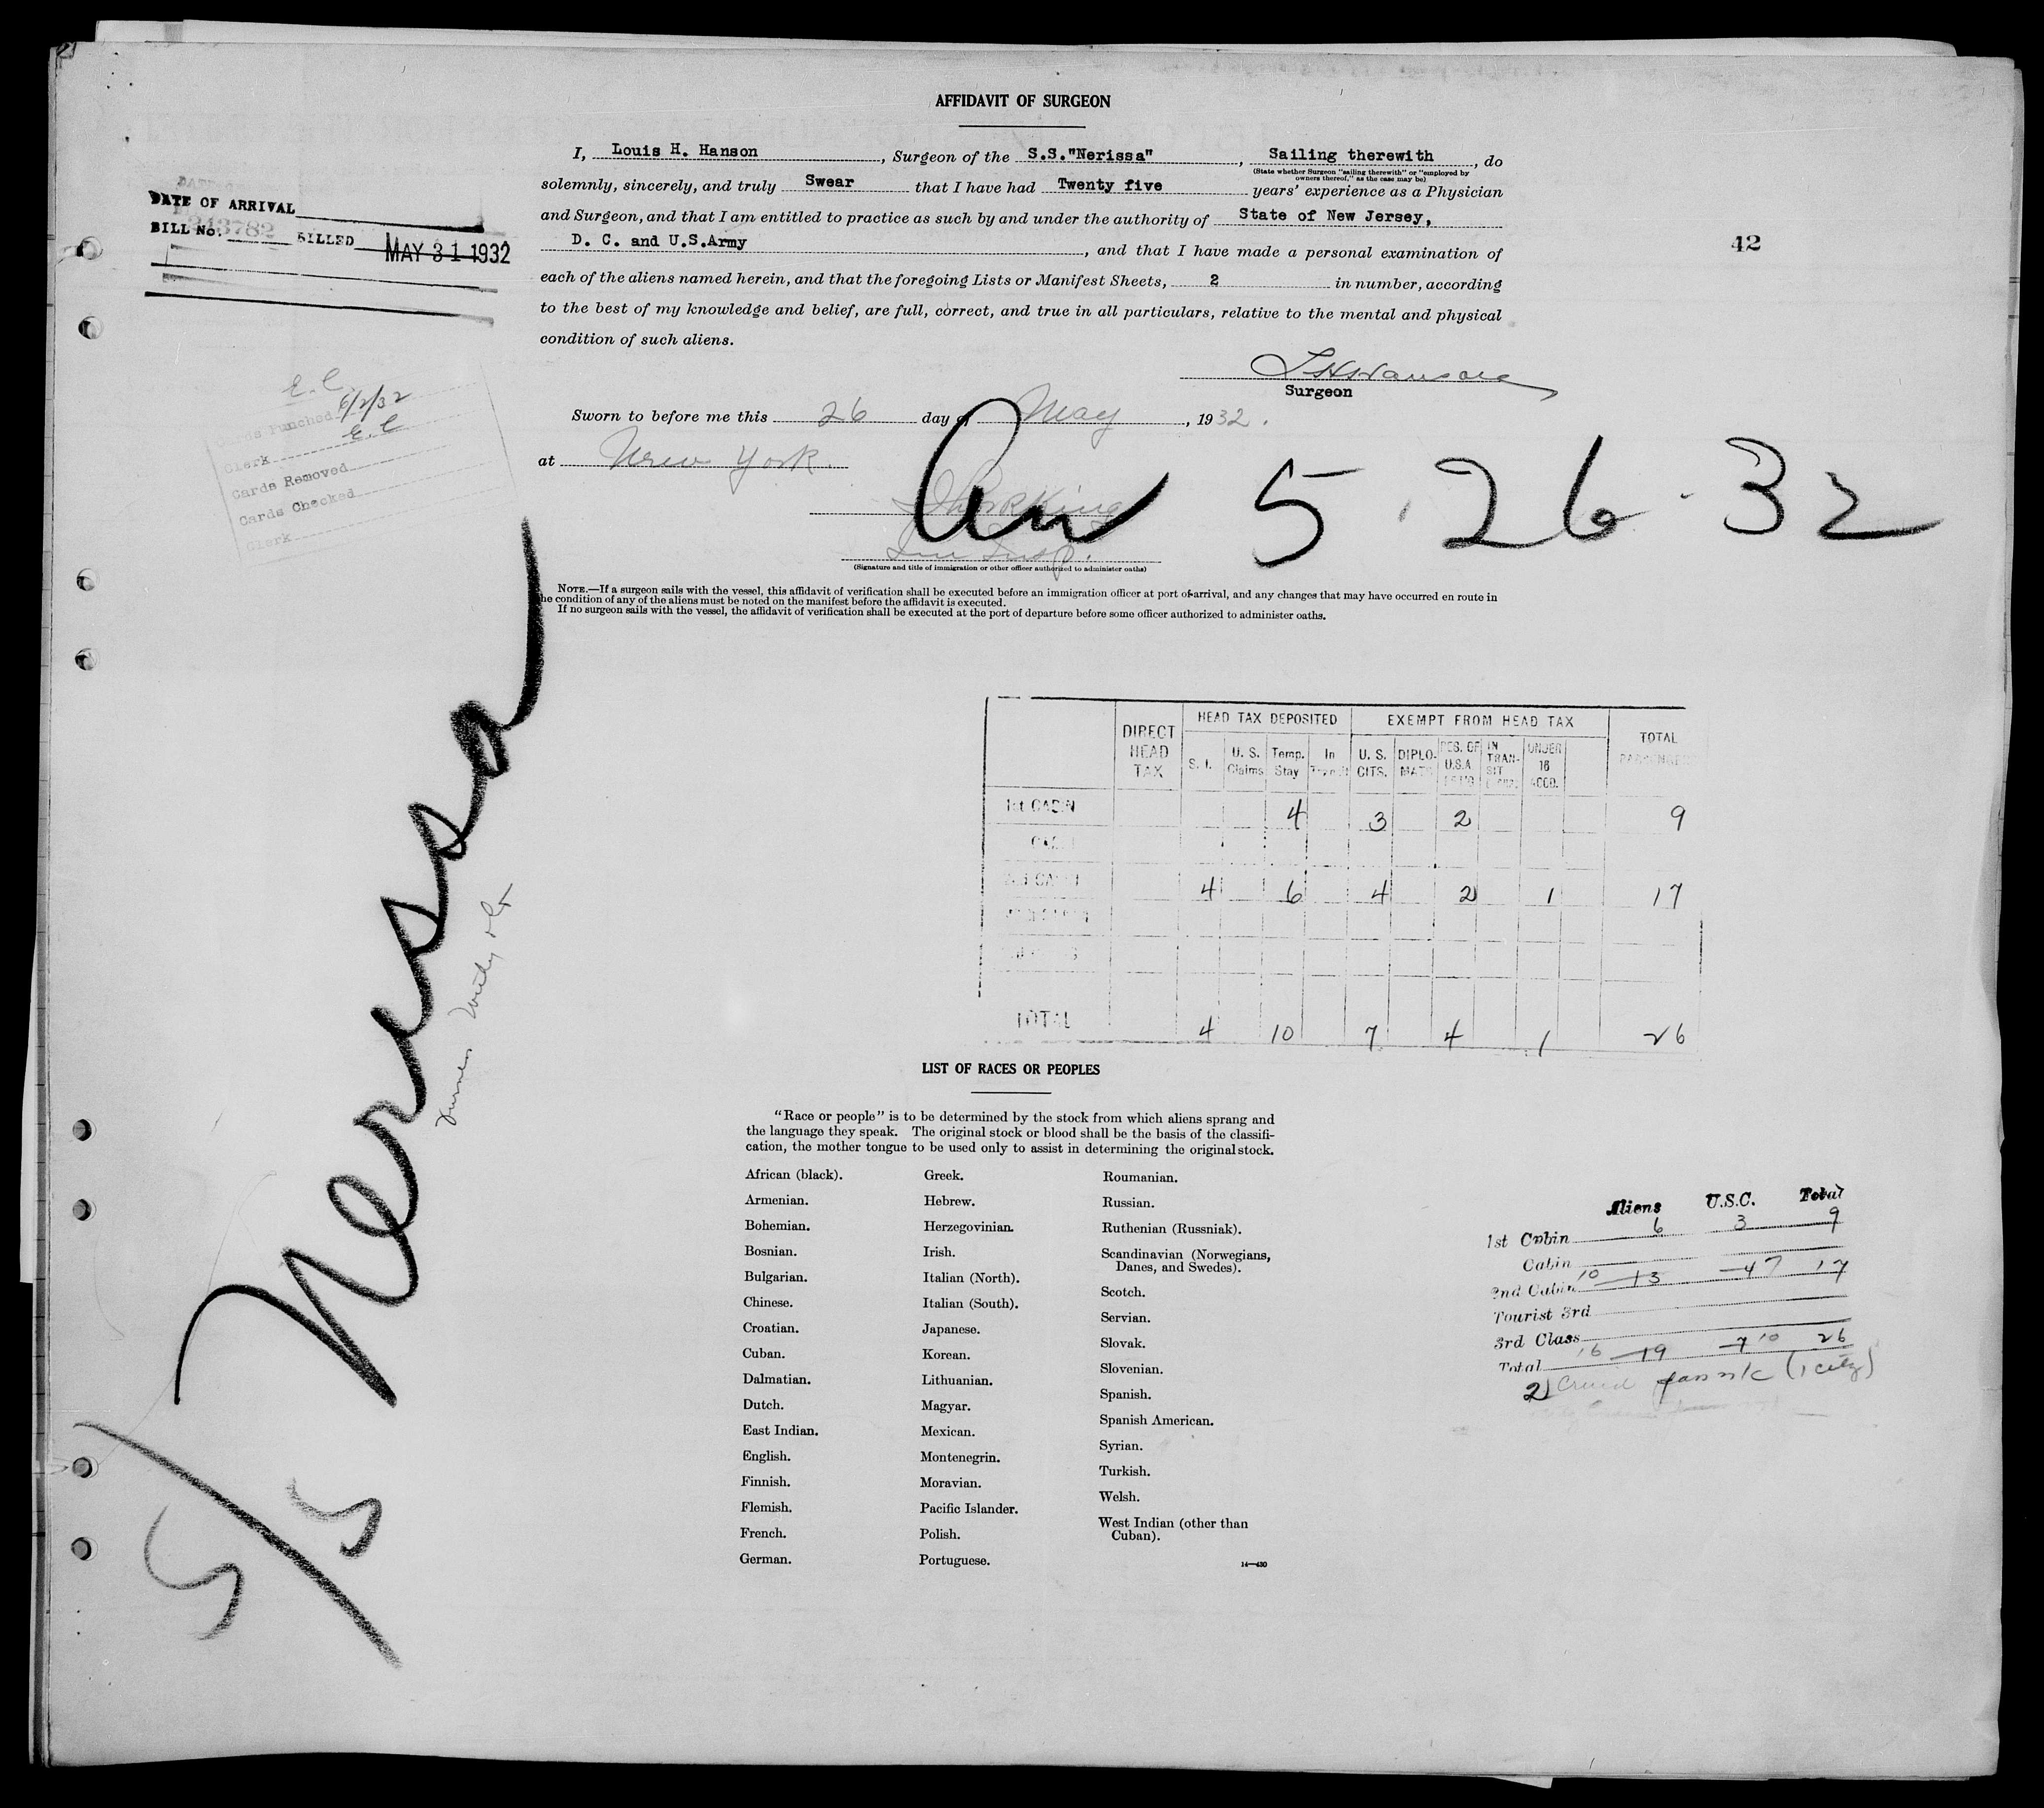 AFFIDAVIT OF SURGEON
I, Louis H. Hanson, Surgeon of the S.S."Nerissa", Sailing therewith, do
(State whether Surgeon "sailing therewith" or "employed by
owners thereof," as the case may be)
solemnly, sincerely, and truly Swear that I have had Twenty five years' experience as a Physician
and Surgeon, and that I am entitled to practice as such by and under the authority of State of New Jersey,
D. C. and U.S.Army, and that I have made a personal examination of
each of the aliens named herein, and that the foregoing Lists or Manifest Sheets, 2 in number, according
to the best of my knowledge and belief, are full, correct, and true in all particulars, relative to the mental and physical
condition of such aliens.
Surgeon
Sworn to before me this 26 day of May, 1932.
at New York.
Imm Insp.
(Signature and title of immigration or other officer authorized to administer oaths)
NOTE.—If a surgeon sails with the vessel, this affidavit of verification shall be executed before an immigration officer at port of arrival, and any changes that may have occurred en route in
the condition of any of the aliens must be noted on the manifest before the affidavit is executed.
If no surgeon sails with the vessel, the affidavit of verification shall be executed at the port of departure before some officer authorized to administer oaths.
DATE OF ARRIVAL
BILL No. 243782 BILLED MAY 31 1932
42
E.C.
Punched 6/2/32
Clerk E.C
Cards Removed
Cards Checked
Clerk
Arr 5-26-32
S/S Nerissa
DIRECT HEAD TAX
HEAD TAX DEPOSITED
EXEMPT FROM HEAD TAX
TOTAL PASSENGERS
S. I. U. S. Claims Temp. Stay In Transit U. S. CITS. DIPLOMATS RES. OF U.S.A. IN TRANSIT UNDER 16 ACCO.
1st CABIN 4 3 2 9
CABIN
2nd CABIN 4 6 4 2 1 17
TOTAL 4 10 7 4 1 26
LIST OF RACES OR PEOPLES
"Race or people" is to be determined by the stock from which aliens sprang and
the language they speak. The original stock or blood shall be the basis of the classifi-
cation, the mother tongue to be used only to assist in determining the original stock.
African (black).
Armenian.
Bohemian.
Bosnian.
Bulgarian.
Chinese.
Croatian.
Cuban.
Dalmatian.
Dutch.
East Indian.
English.
Finnish.
Flemish.
French.
German.
Greek.
Hebrew.
Herzegovinian.
Irish.
Italian (North).
Italian (South).
Japanese.
Korean.
Lithuanian.
Magyar.
Mexican.
Montenegrin.
Moravian.
Pacific Islander.
Polish.
Portuguese.
Roumanian.
Russian.
Ruthenian (Russniak).
Scandinavian (Norwegians,
Danes, and Swedes).
Scotch.
Servian.
Slovak.
Slovenian.
Spanish.
Spanish American.
Syrian.
Turkish.
Welsh.
West Indian (other than
Cuban).
14—430
Aliens U.S.C. Total
1st Cabin 6 3 9
Cabin
2nd Cabin 10 13 4 7 17
Tourist 3rd
3rd Class
Total 16 19 7 10 26